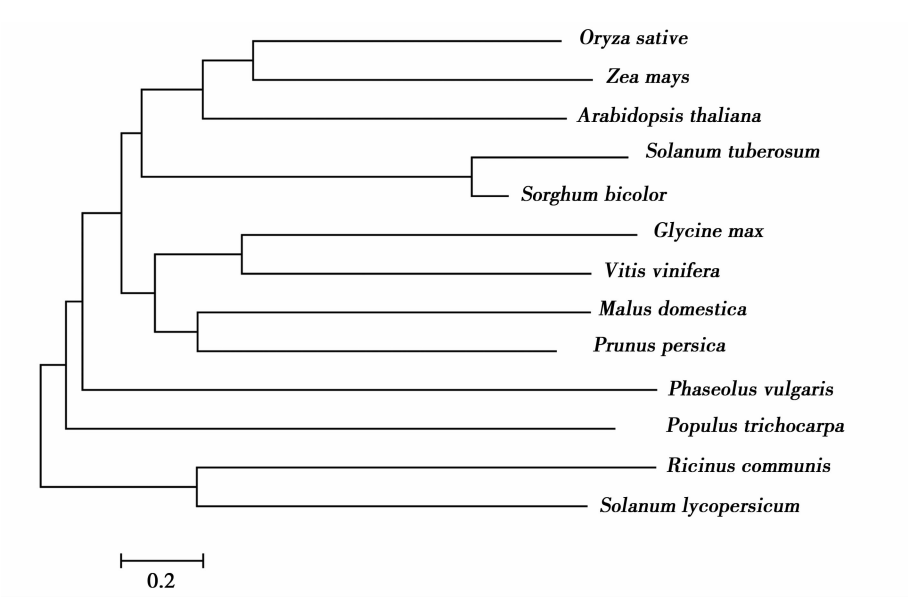 Oryza sative
Zea mays
Arabidopsis thaliana
Solanum tuberosum
Sorghum bicolor
Glycine max
Vitis vinifera
Malus domestica
Prunus persica
Phaseolus vulgaris
Populus trichocarpa
Ricinus communis
Solanum lycopersicum
0.2